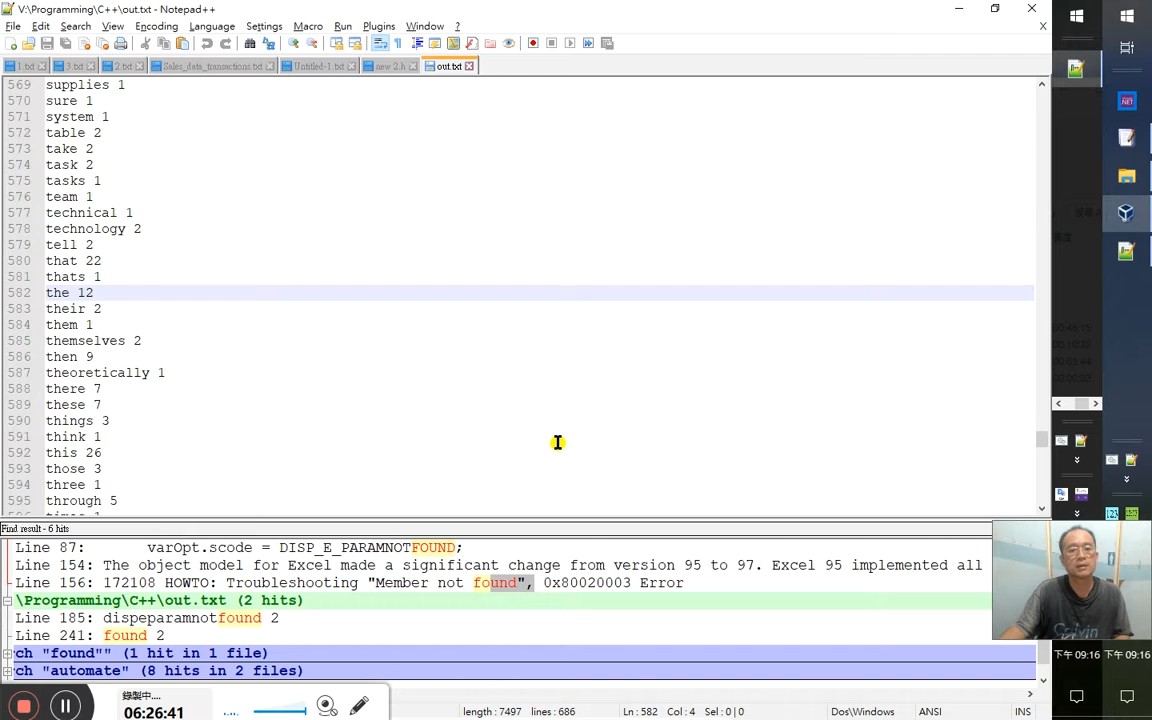 V:\Programming\C++\out.txt - Notepad++
File Edit Search View Encoding Language Settings Macro Run Plugins Window ?
1.txt 3.txt 2.txt Sales_data_transactions.txt Untitled-1.txt new 2.h out.txt
569 supplies 1
570 sure 1
571 system 1
572 table 2
573 take 2
574 task 2
575 tasks 1
576 team 1
577 technical 1
578 technology 2
579 tell 2
580 that 22
581 thats 1
582 the 12
583 their 2
584 them 1
585 themselves 2
586 then 9
587 theoretically 1
588 there 7
589 these 7
590 things 3
591 think 1
592 this 26
593 those 3
594 three 1
595 through 5
Find result - 6 hits
Line 87: varOpt.scode = DISP_E_PARAMNOTFOUND;
Line 154: The object model for Excel made a significant change from version 95 to 97. Excel 95 implemented all
Line 156: 172108 HOWTO: Troubleshooting "Member not found", 0x80020003 Error
\Programming\C++\out.txt (2 hits)
Line 185: dispeparamnotfound 2
Line 241: found 2
rch "found"" (1 hit in 1 file)
rch "automate" (8 hits in 2 files)
length : 7497 lines : 686 Ln : 582 Col : 4 Sel : 0 | 0 Dos\Windows ANSI INS
錄製中....
06:26:41
.NET
下午 09:16 下午 09:16